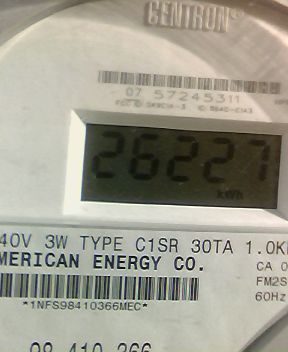 CENTRON®
07 57245311
26227
kWh
40V 3W TYPE C1SR 30TA 1.0K
MERICAN ENERGY CO.
CA 0
FM2S
60Hz
*1NFS98410366MEC*
98 410 366